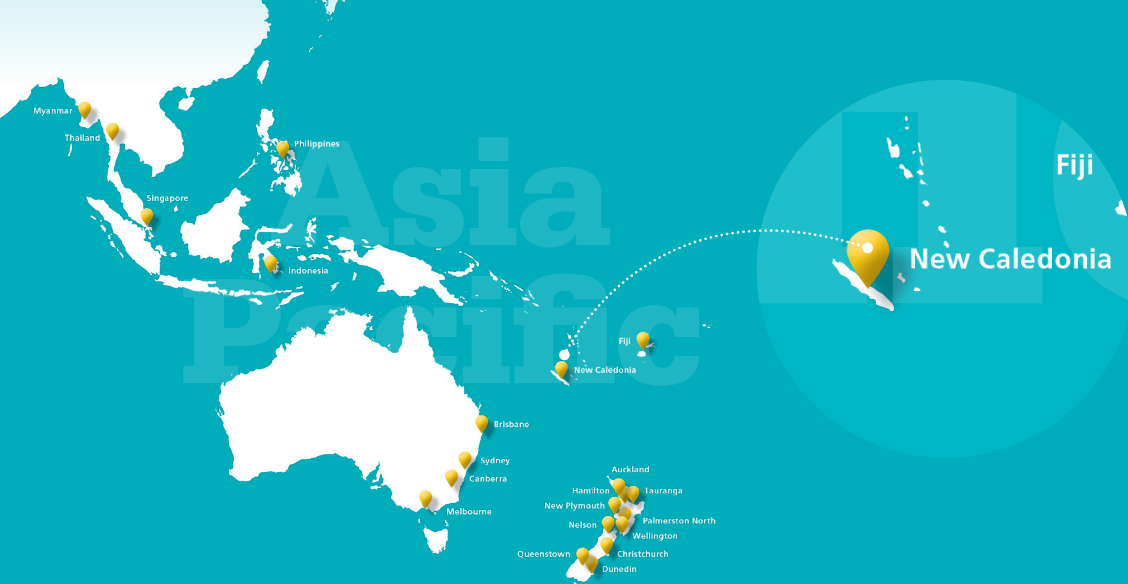 Asia
Pacific
Myanmar
Thailand
Philippines
Singapore
Indonesia
Fiji
New Caledonia
Fiji
New Caledonia
Brisbane
Sydney
Canberra
Melbourne
Auckland
Hamilton
Tauranga
New Plymouth
Palmerston North
Nelson
Wellington
Queenstown
Christchurch
Dunedin